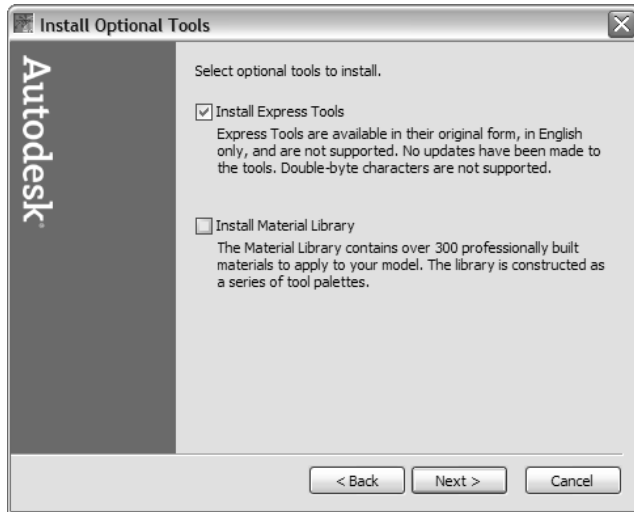 Install Optional Tools
Autodesk
Select optional tools to install.
Install Express Tools
Express Tools are available in their original form, in English
only, and are not supported. No updates have been made to
the tools. Double-byte characters are not supported.
Install Material Library
The Material Library contains over 300 professionally built
materials to apply to your model. The library is constructed as
a series of tool palettes.
< Back
Next >
Cancel